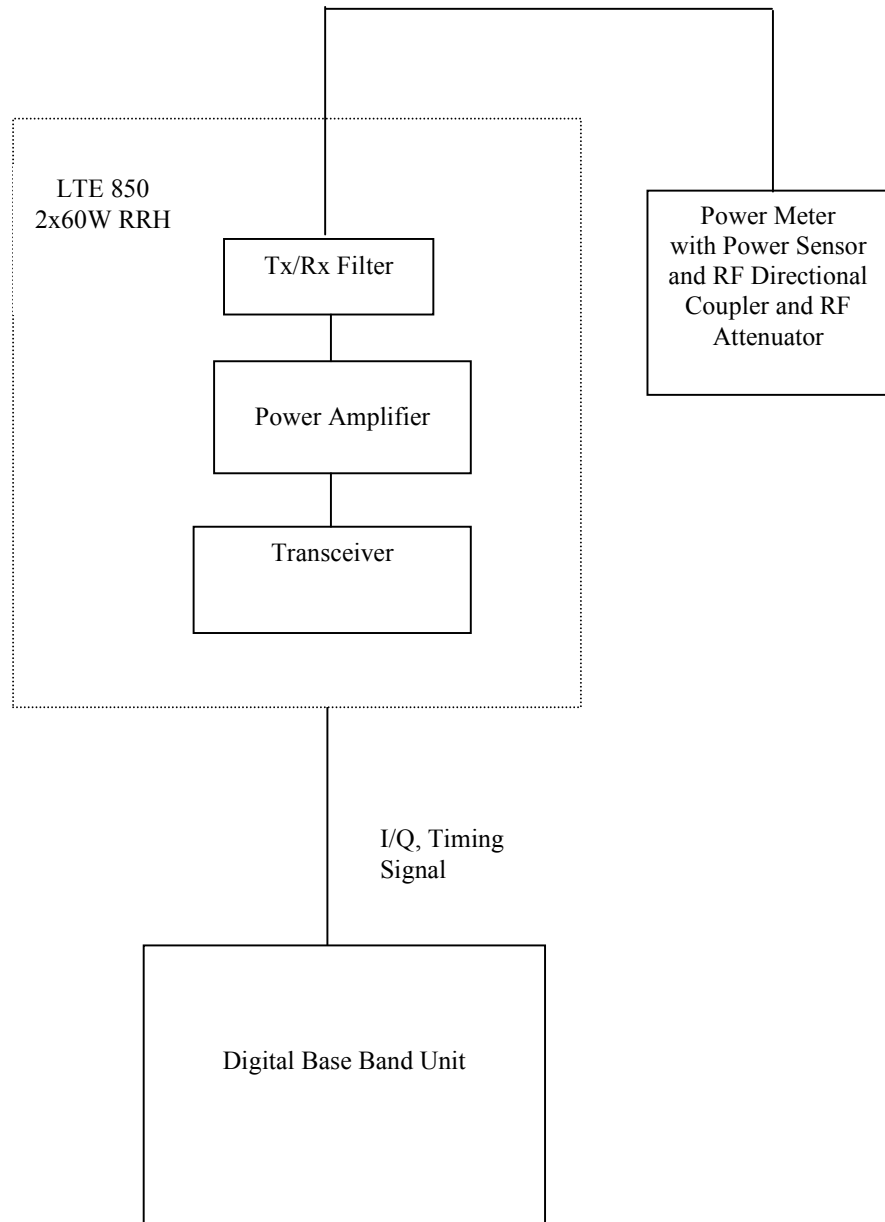 LTE 850
2x60W RRH
Tx/Rx Filter
Power Amplifier
Transceiver
Power Meter
with Power Sensor
and RF Directional
Coupler and RF
Attenuator
I/Q, Timing
Signal
Digital Base Band Unit